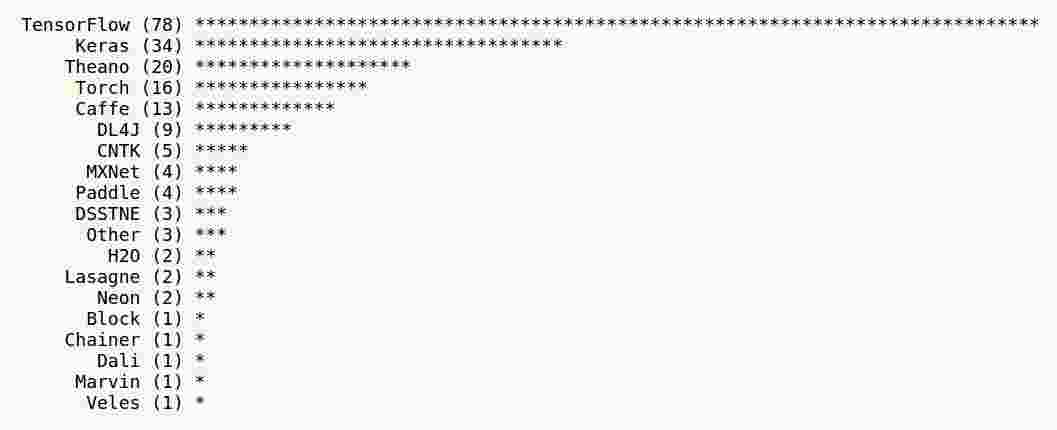 TensorFlow (78) ******************************************************************************
Keras (34) **********************************
Theano (20) ********************
Torch (16) ****************
Caffe (13) *************
DL4J (9) *********
CNTK (5) *****
MXNet (4) ****
Paddle (4) ****
DSSTNE (3) ***
Other (3) ***
H2O (2) **
Lasagne (2) **
Neon (2) **
Block (1) *
Chainer (1) *
Dali (1) *
Marvin (1) *
Veles (1) *